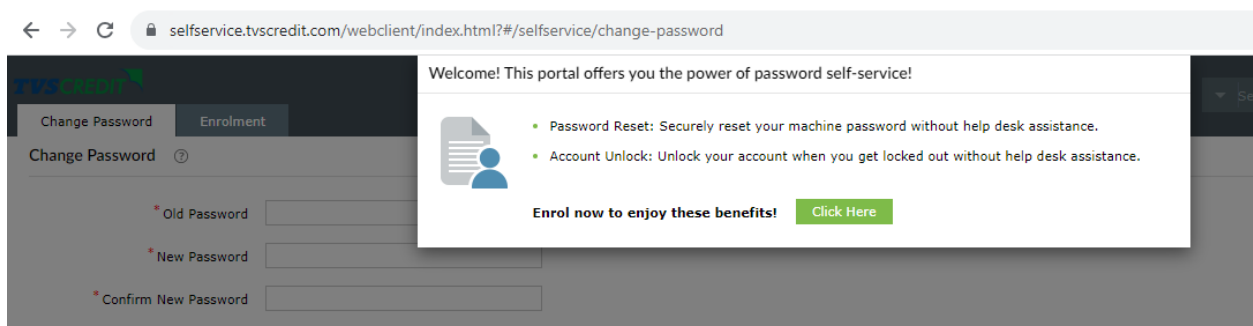 selfservice.tvscredit.com/webclient/index.html?#/selfservice/change-password
Welcome! This portal offers you the power of password self-service!
TVS CREDIT
Se
Change Password Enrolment
Change Password ?
• Password Reset: Securely reset your machine password without help desk assistance.
• Account Unlock: Unlock your account when you get locked out without help desk assistance.
Enrol now to enjoy these benefits! Click Here
* Old Password
* New Password
* Confirm New Password